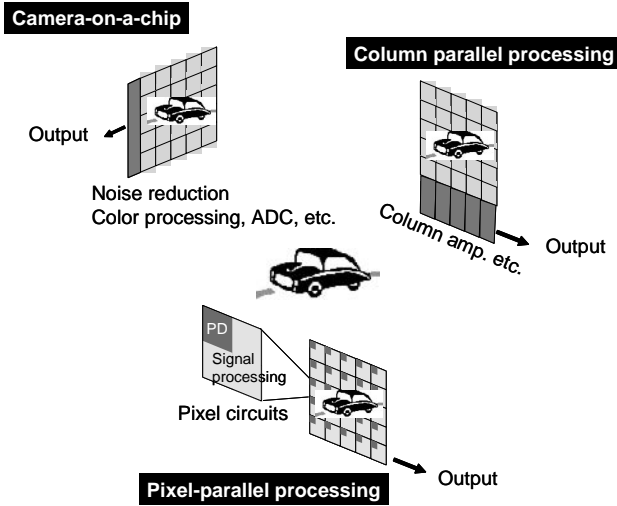 Camera-on-a-chip
Output
Noise reduction
Color processing, ADC, etc.
Column parallel processing
Column amp. etc.
Output
PD
Signal
processing
Pixel circuits
Output
Pixel-parallel processing